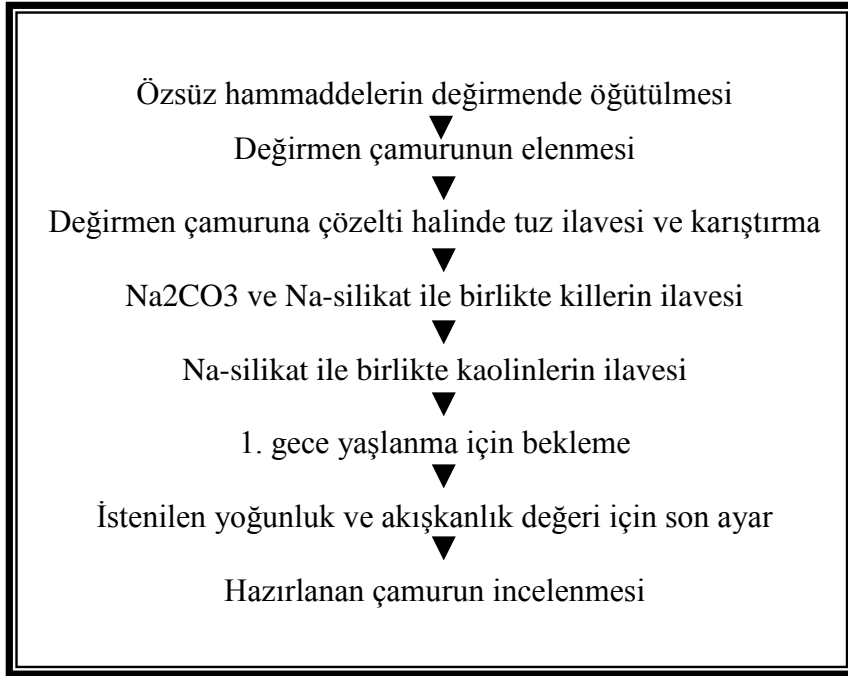 Özsüz hammaddelerin değirmende öğütülmesi
Değirmen çamurunun elenmesi
Değirmen çamuruna çözelti halinde tuz ilavesi ve karıştırma
Na2CO3 ve Na-silikat ile birlikte killerin ilavesi
Na-silikat ile birlikte kaolinlerin ilavesi
1. gece yaşlanma için bekleme
İstenilen yoğunluk ve akışkanlık değeri için son ayar
Hazırlanan çamurun incelenmesi